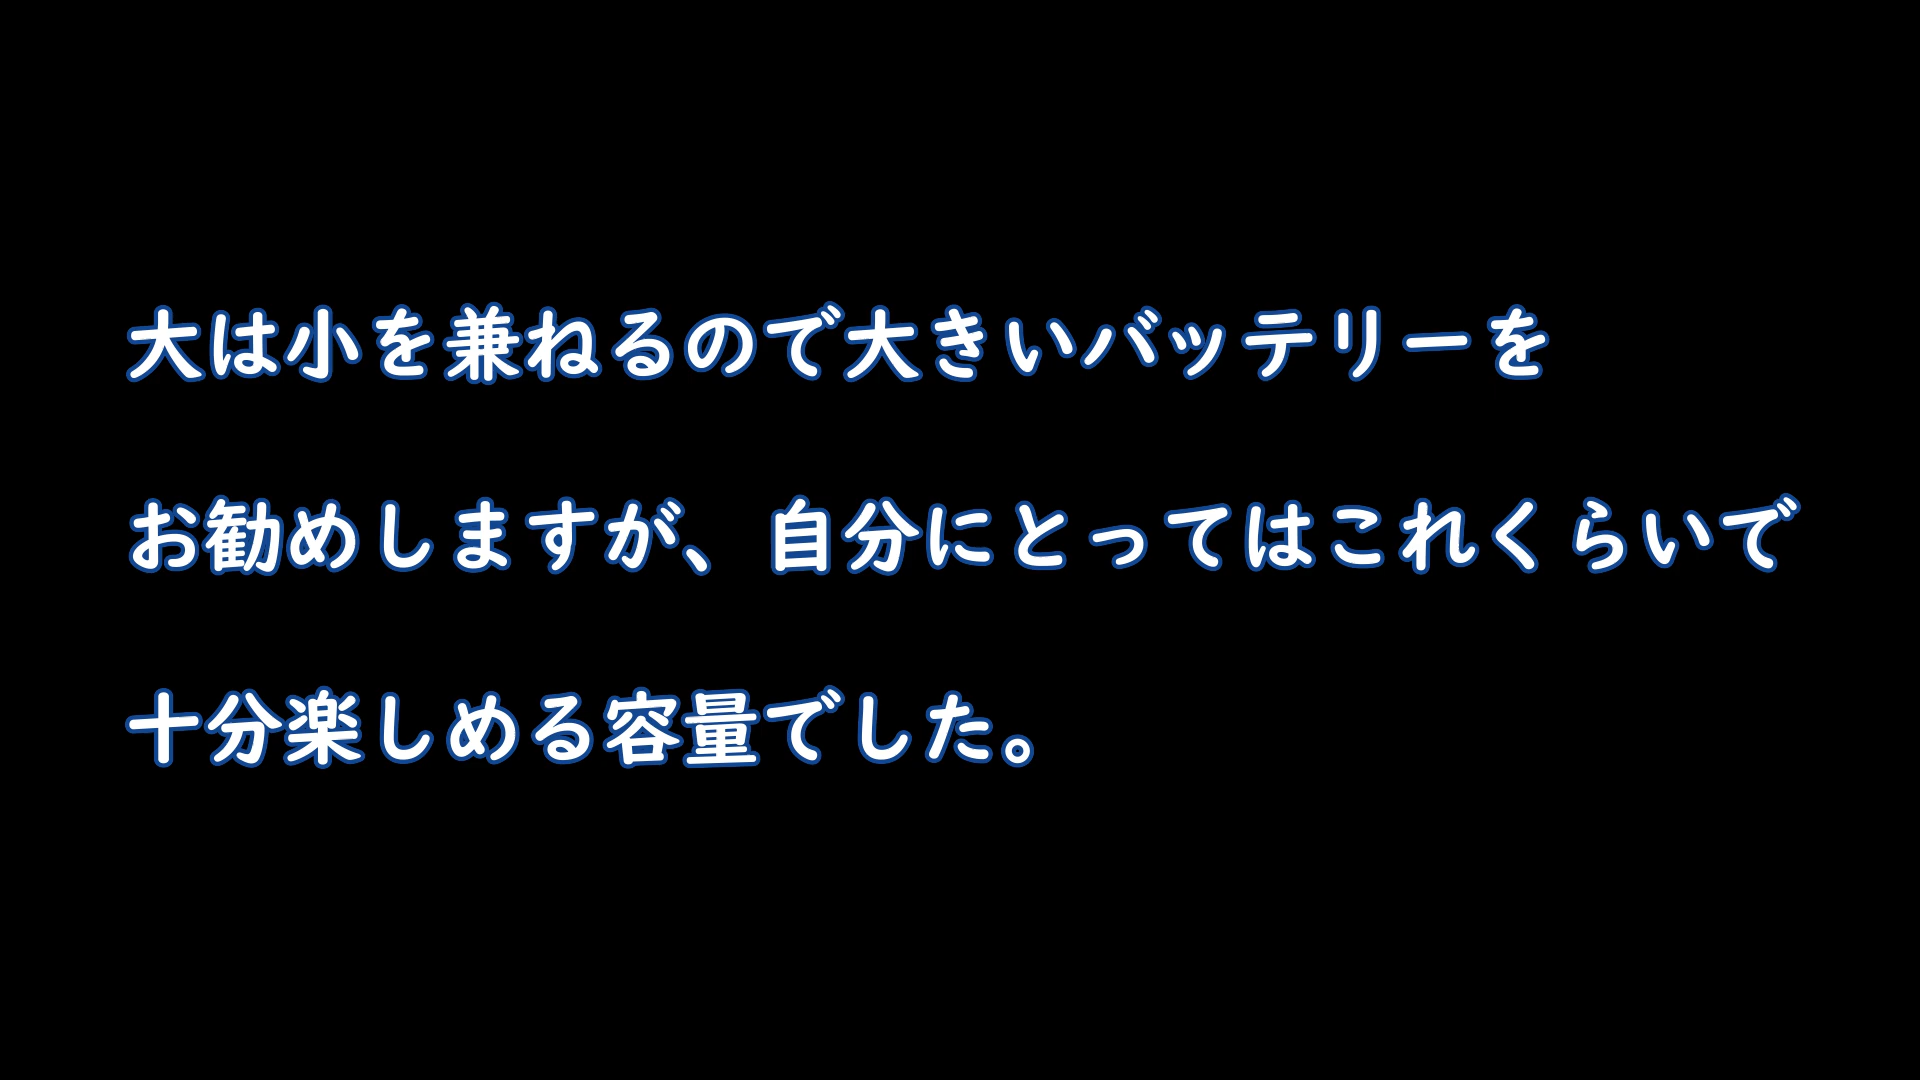 大は小を兼ねるので大きいバッテリーを
お勧めしますが、自分にとってはこれくらいで
十分楽しめる容量でした。